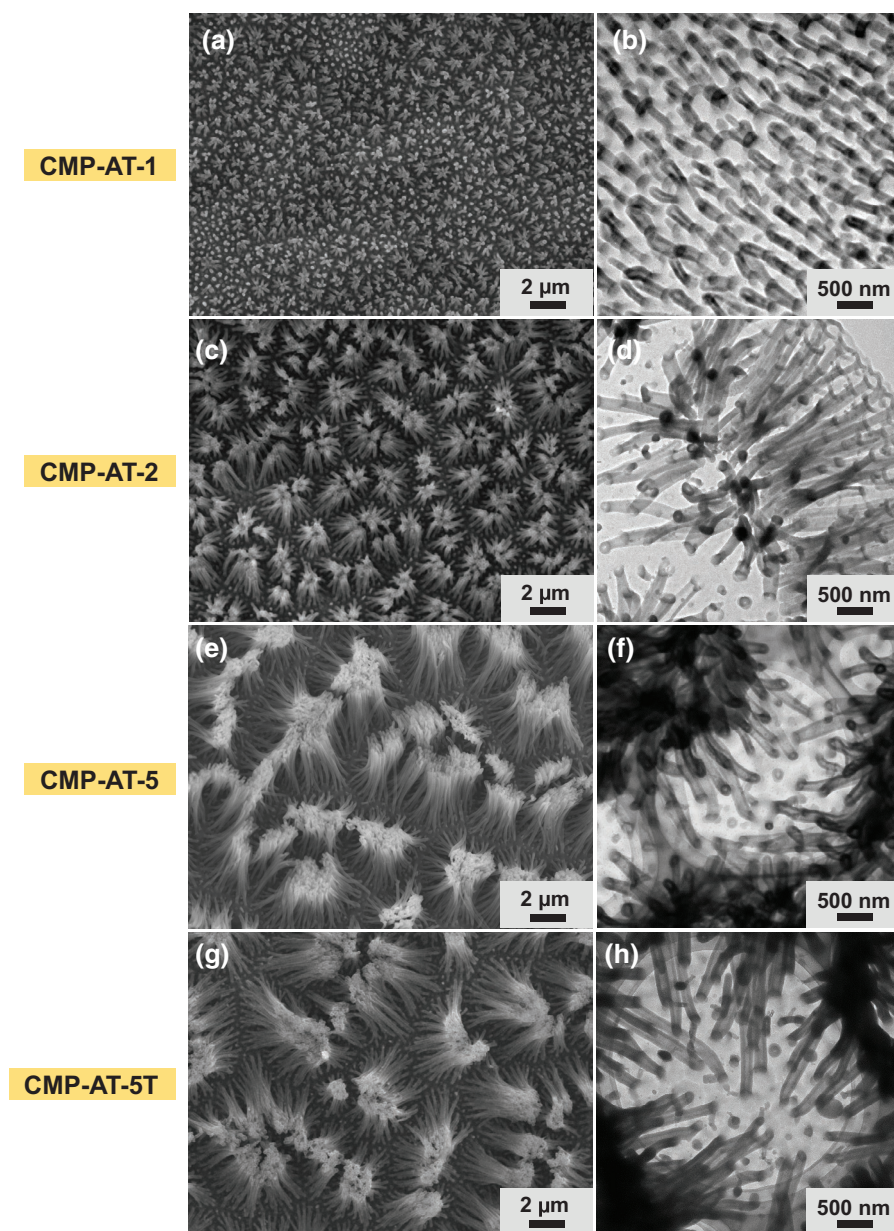 (a)
(b)
CMP-AT-1
2 µm
500 nm
(c)
(d)
CMP-AT-2
2 µm
500 nm
(e)
(f)
CMP-AT-5
2 µm
500 nm
(g)
(h)
CMP-AT-5T
2 µm
500 nm